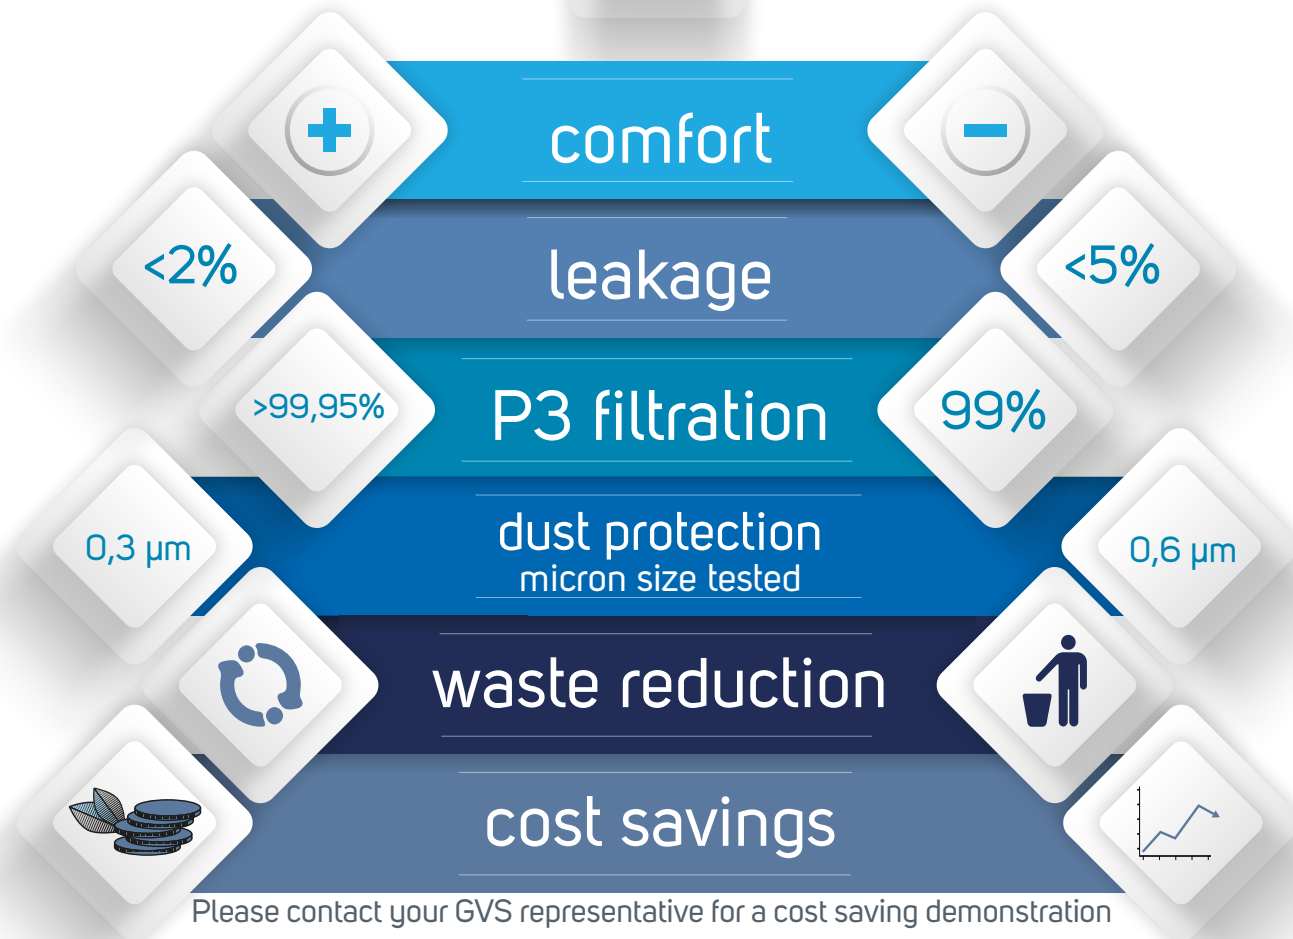 comfort
<2% leakage <5%
>99,95% P3 filtration 99%
0,3 µm dust protection 0,6 µm
micron size tested
waste reduction
cost savings
Please contact your GVS representative for a cost saving demonstration